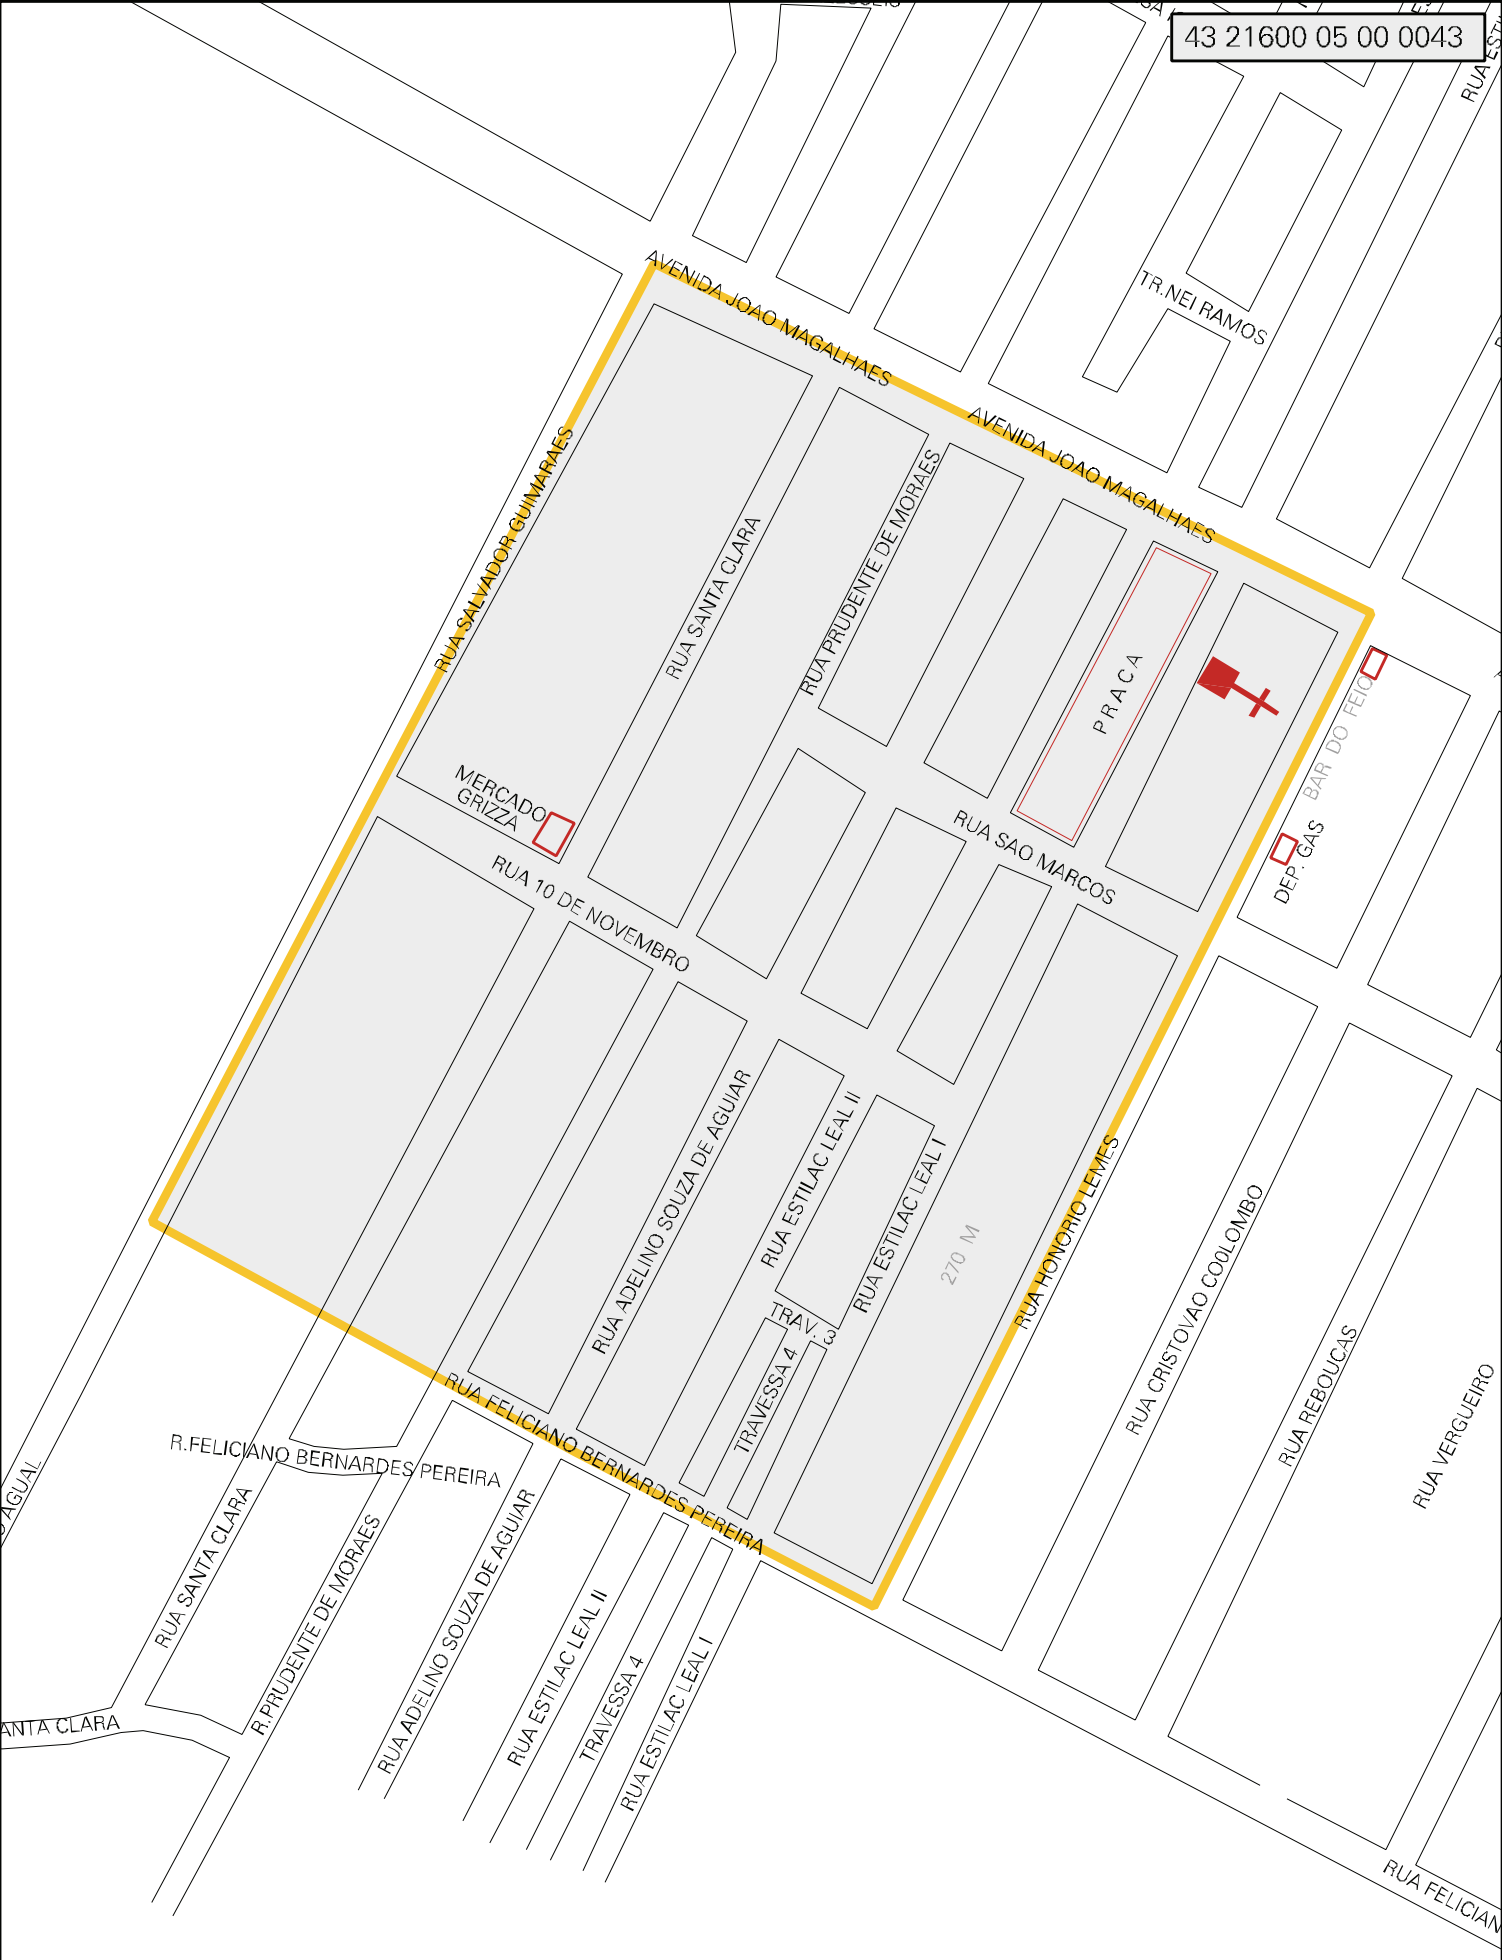 43 21600 05 00 0043
RUA EST
TR.NEI RAMOS
AVENIDA JOAO MAGALHAES
AVENIDA JOAO MAGALHAES
RUA SALVADOR GUIMARAES
RUA SANTA CLARA
RUA PRUDENTE DE MORAES
PRACA
BAR DO FEIO
DEP. GAS
MERCADO
GRIZZA
RUA 10 DE NOVEMBRO
RUA SAO MARCOS
RUA ADELINO SOUZA DE AGUIAR
RUA ESTILAC LEAL II
RUA ESTILAC LEAL I
270 M
RUA HONORIO LEMES
RUA CRISTOVAO COOLOMBO
RUA REBOUCAS
RUA VERGUEIRO
TRAV. 3
TRAVESSA 4
RUA FELICIANO BERNARDES PEREIRA
R.FELICIANO BERNARDES PEREIRA
AGUAL
RUA SANTA CLARA
R.PRUDENTE DE MORAES
RUA ADELINO SOUZA DE AGUIAR
RUA ESTILAC LEAL II
TRAVESSA 4
RUA ESTILAC LEAL I
ANTA CLARA
RUA FELICIAN